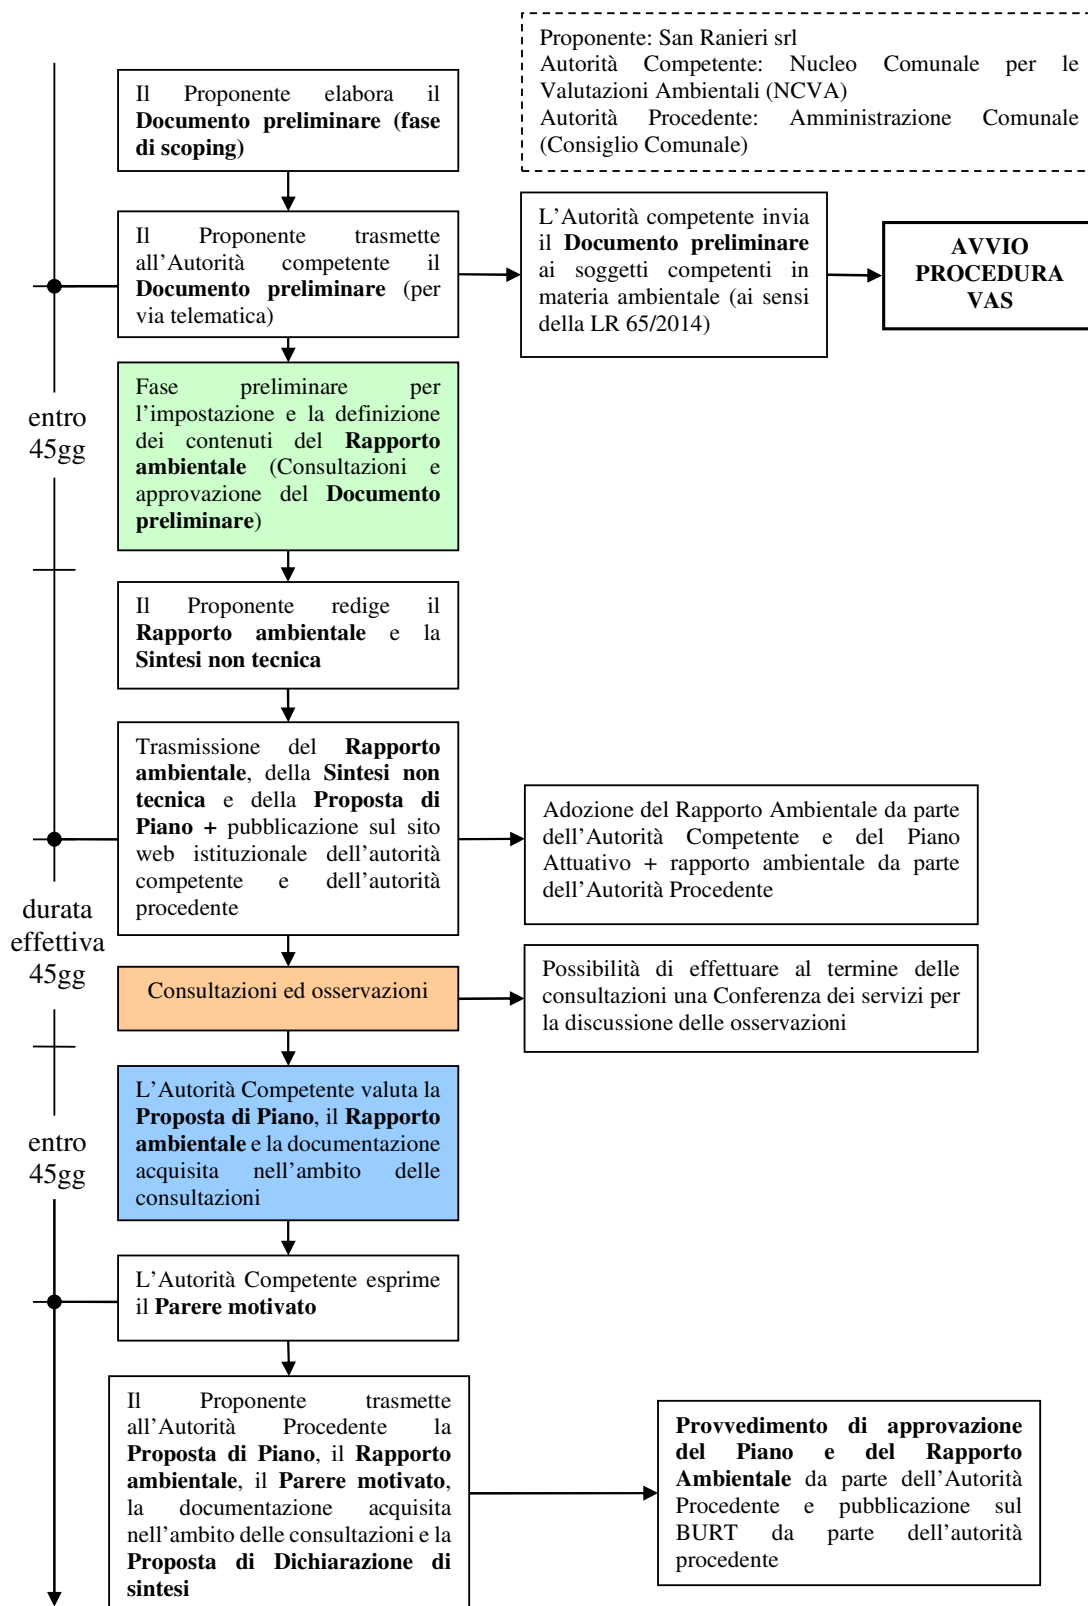 Proponente: San Ranieri srl
Autorità Competente: Nucleo Comunale per le
Valutazioni Ambientali (NCVA)
Autorità Procedente: Amministrazione Comunale
(Consiglio Comunale)
Il Proponente elabora il
Documento preliminare (fase
di scoping)
Il Proponente trasmette
all'Autorità competente il
Documento preliminare (per
via telematica)
L'Autorità competente invia
il Documento preliminare
ai soggetti competenti in
materia ambientale (ai sensi
della LR 65/2014)
AVVIO
PROCEDURA
VAS
entro
45gg
Fase preliminare per
l'impostazione e la definizione
dei contenuti del Rapporto
ambientale (Consultazioni e
approvazione del Documento
preliminare)
Il Proponente redige il
Rapporto ambientale e la
Sintesi non tecnica
Trasmissione del Rapporto
ambientale, della Sintesi non
tecnica e della Proposta di
Piano + pubblicazione sul sito
web istituzionale dell'autorità
competente e dell'autorità
procedente
Adozione del Rapporto Ambientale da parte
dell'Autorità Competente e del Piano
Attuativo + rapporto ambientale da parte
dell'Autorità Procedente
durata
effettiva
45gg
Consultazioni ed osservazioni
Possibilità di effettuare al termine delle
consultazioni una Conferenza dei servizi per
la discussione delle osservazioni
entro
45gg
L'Autorità Competente valuta la
Proposta di Piano, il Rapporto
ambientale e la documentazione
acquisita nell'ambito delle
consultazioni
L'Autorità Competente esprime
il Parere motivato
Il Proponente trasmette
all'Autorità Procedente la
Proposta di Piano, il Rapporto
ambientale, il Parere motivato,
la documentazione acquisita
nell'ambito delle consultazioni e la
Proposta di Dichiarazione di
sintesi
Provvedimento di approvazione
del Piano e del Rapporto
Ambientale da parte dell'Autorità
Procedente e pubblicazione sul
BURT da parte dell'autorità
procedente